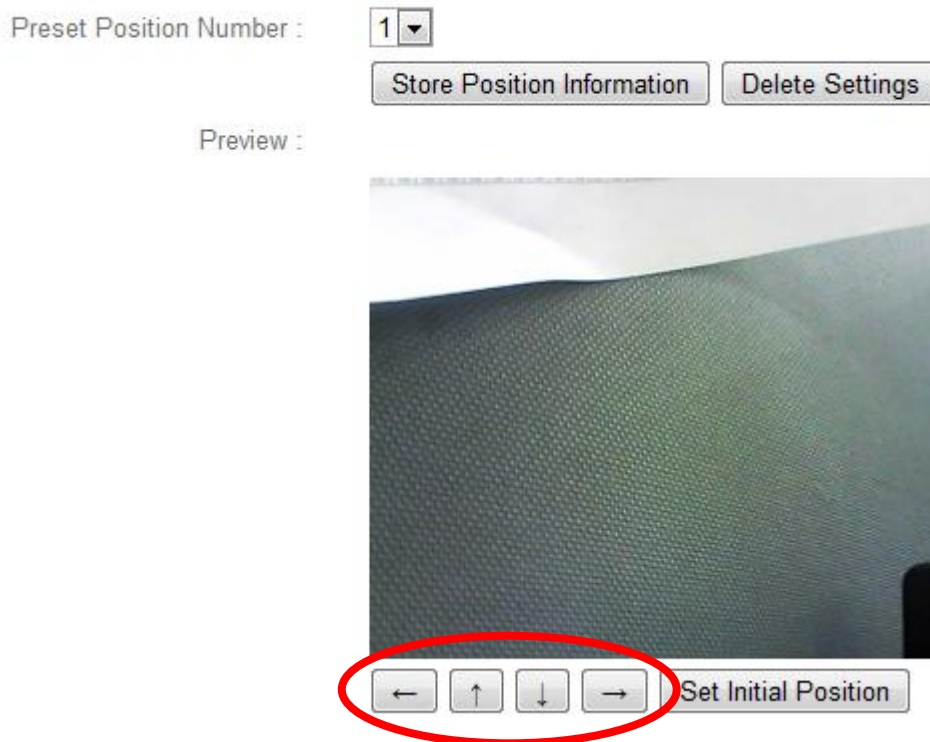 Preset Position Number : 1
Store Position Information Delete Settings
Preview :
← ↑ ↓ → Set Initial Position